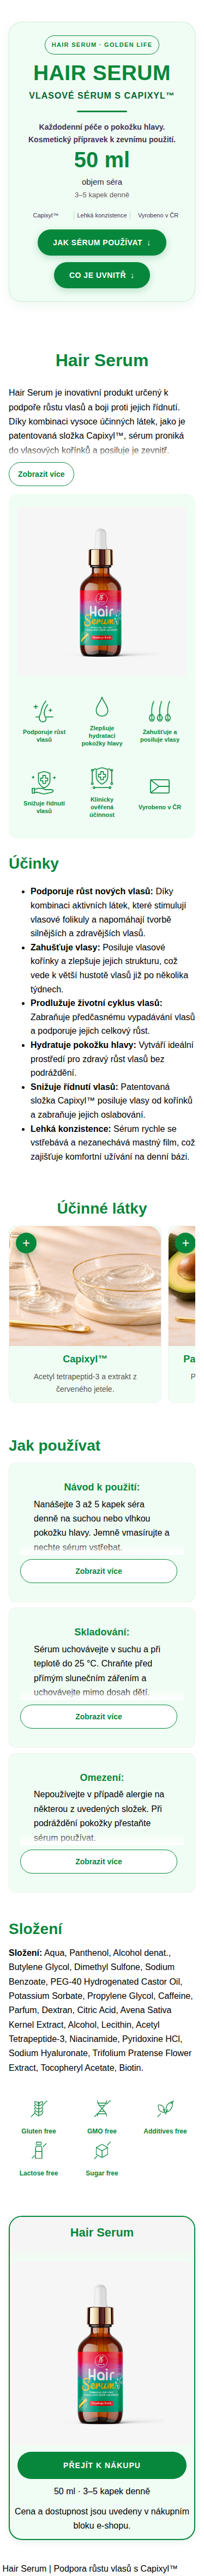 HAIR SERUM · GOLDEN LIFE
HAIR SERUM
VLASOVÉ SÉRUM S CAPIXYL™
Každodenní péče o pokožku hlavy.
Kosmetický přípravek k zevnímu použití.
50 ml
objem séra
3–5 kapek denně
Capixyl™ Lehká konzistence Vyrobeno v ČR
JAK SÉRUM POUŽÍVAT ↓
CO JE UVNITŘ ↓
Hair Serum
Hair Serum je inovativní produkt určený k
podpoře růstu vlasů a boji proti jejich řídnutí.
Díky kombinaci vysoce účinných látek, jako je
patentovaná složka Capixyl™, sérum proniká
do vlasových kořínků a posiluje je zevnitř.
Zobrazit více
Hair
Serum
Podporuje růst
vlasů
Zlepšuje
hydrataci
pokožky hlavy
Zahušťuje a
posiluje vlasy
Snižuje řídnutí
vlasů
Klinicky
ověřená
účinnost
Vyrobeno v ČR
Účinky
• Podporuje růst nových vlasů: Díky
kombinaci aktivních látek, které stimulují
vlasové folikuly a napomáhají tvorbě
silnějších a zdravějších vlasů.
• Zahušťuje vlasy: Posiluje vlasové
kořínky a zlepšuje jejich strukturu, což
vede k větší hustotě vlasů již po několika
týdnech.
• Prodlužuje životní cyklus vlasů:
Zabraňuje předčasnému vypadávání vlasů
a podporuje jejich celkový růst.
• Hydratuje pokožku hlavy: Vytváří ideální
prostředí pro zdravý růst vlasů bez
podráždění.
• Snižuje řídnutí vlasů: Patentovaná
složka Capixyl™ posiluje vlasy od kořínků
a zabraňuje jejich oslabování.
• Lehká konzistence: Sérum rychle se
vstřebává a nezanechává mastný film, což
zajišťuje komfortní užívání na denní bázi.
Účinné látky
+
+
Capixyl™
Pa
Acetyl tetrapeptid-3 a extrakt z
červeného jetele.
P
Jak používat
Návod k použití:
Nanášejte 3 až 5 kapek séra
denně na suchou nebo vlhkou
pokožku hlavy. Jemně vmasírujte a
nechte sérum vstřebat.
Zobrazit více
Skladování:
Sérum uchovávejte v suchu a při
teplotě do 25 °C. Chraňte před
přímým slunečním zářením a
uchovávejte mimo dosah dětí.
Zobrazit více
Omezení:
Nepoužívejte v případě alergie na
některou z uvedených složek. Při
podráždění pokožky přestaňte
sérum používat.
Zobrazit více
Složení
Složení: Aqua, Panthenol, Alcohol denat.,
Butylene Glycol, Dimethyl Sulfone, Sodium
Benzoate, PEG-40 Hydrogenated Castor Oil,
Potassium Sorbate, Propylene Glycol, Caffeine,
Parfum, Dextran, Citric Acid, Avena Sativa
Kernel Extract, Alcohol, Lecithin, Acetyl
Tetrapeptide-3, Niacinamide, Pyridoxine HCl,
Sodium Hyaluronate, Trifolium Pratense Flower
Extract, Tocopheryl Acetate, Biotin.
Gluten free
GMO free
Additives free
Lactose free
Sugar free
Hair Serum
Hair
Serum
PŘEJÍT K NÁKUPU
50 ml · 3–5 kapek denně
Cena a dostupnost jsou uvedeny v nákupním
bloku e-shopu.
Hair Serum | Podpora růstu vlasů s Capixyl™